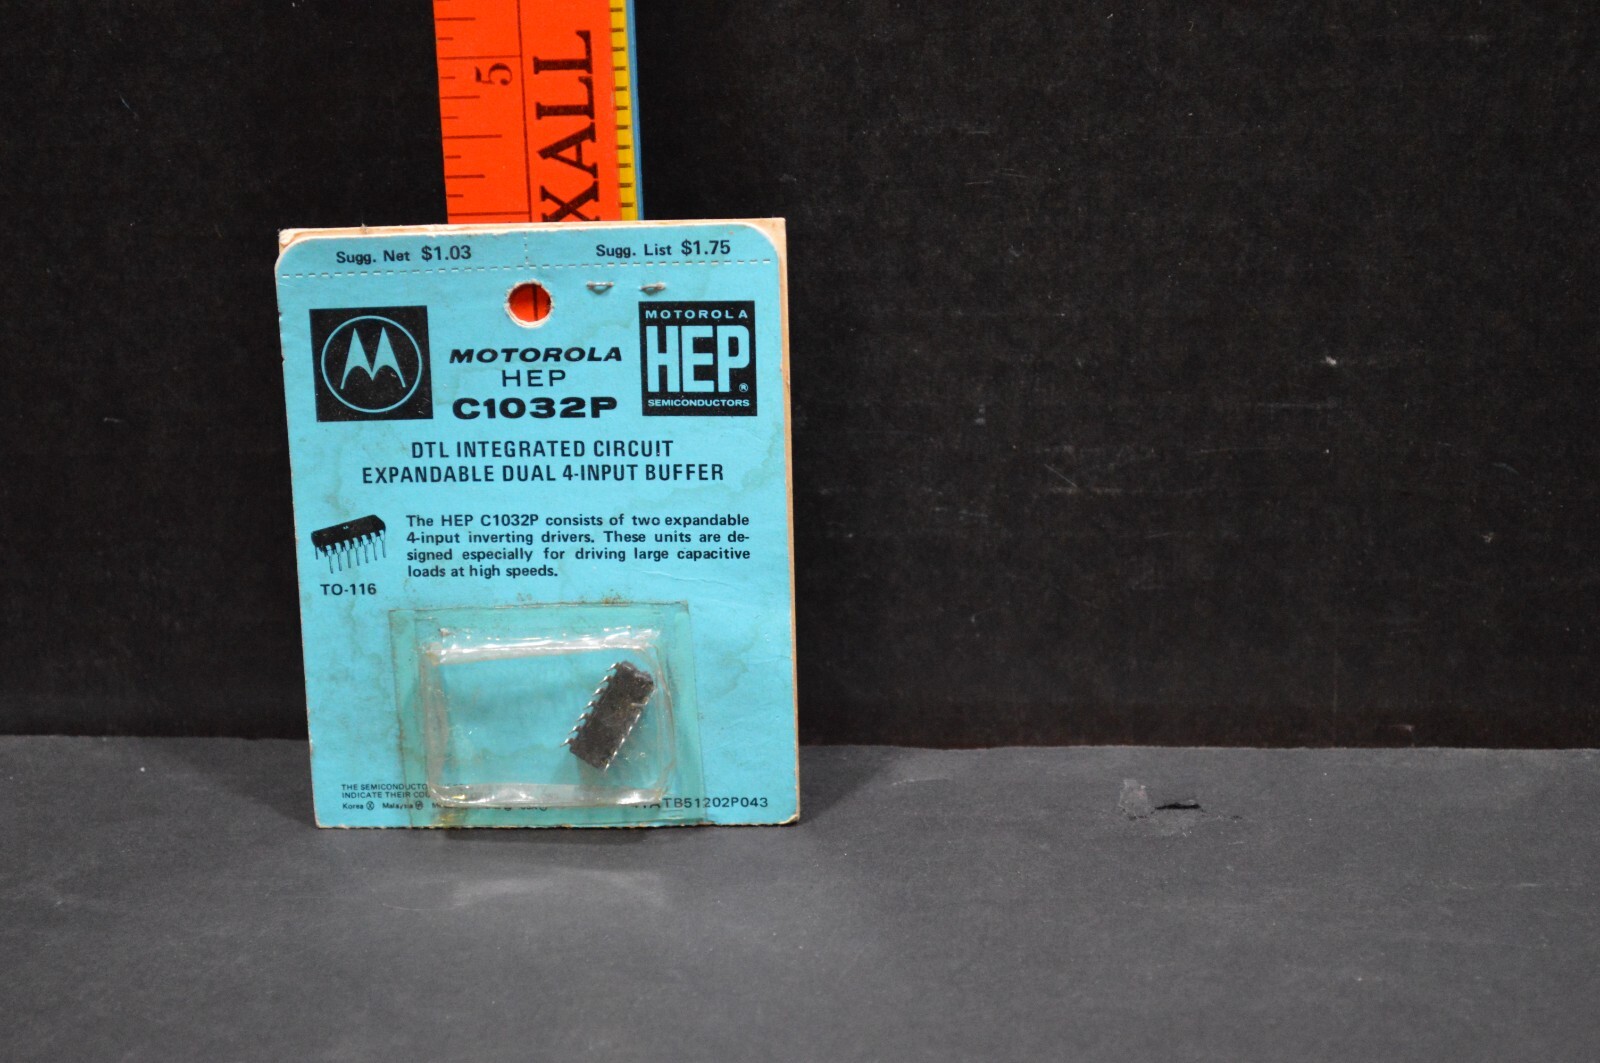 5
XALL
Sugg. Net $1.03
Sugg. List $1.75
MOTOROLA
HEP
C1032P
MOTOROLA
HEP®
SEMICONDUCTORS
DTL INTEGRATED CIRCUIT
EXPANDABLE DUAL 4-INPUT BUFFER
The HEP C1032P consists of two expandable
4-input inverting drivers. These units are de-
signed especially for driving large capacitive
loads at high speeds.
TO-116
THE SEMICONDUCTO
INDICATE THEIR
Korea Ⓚ Malaysia Ⓜ
ATB51202P043